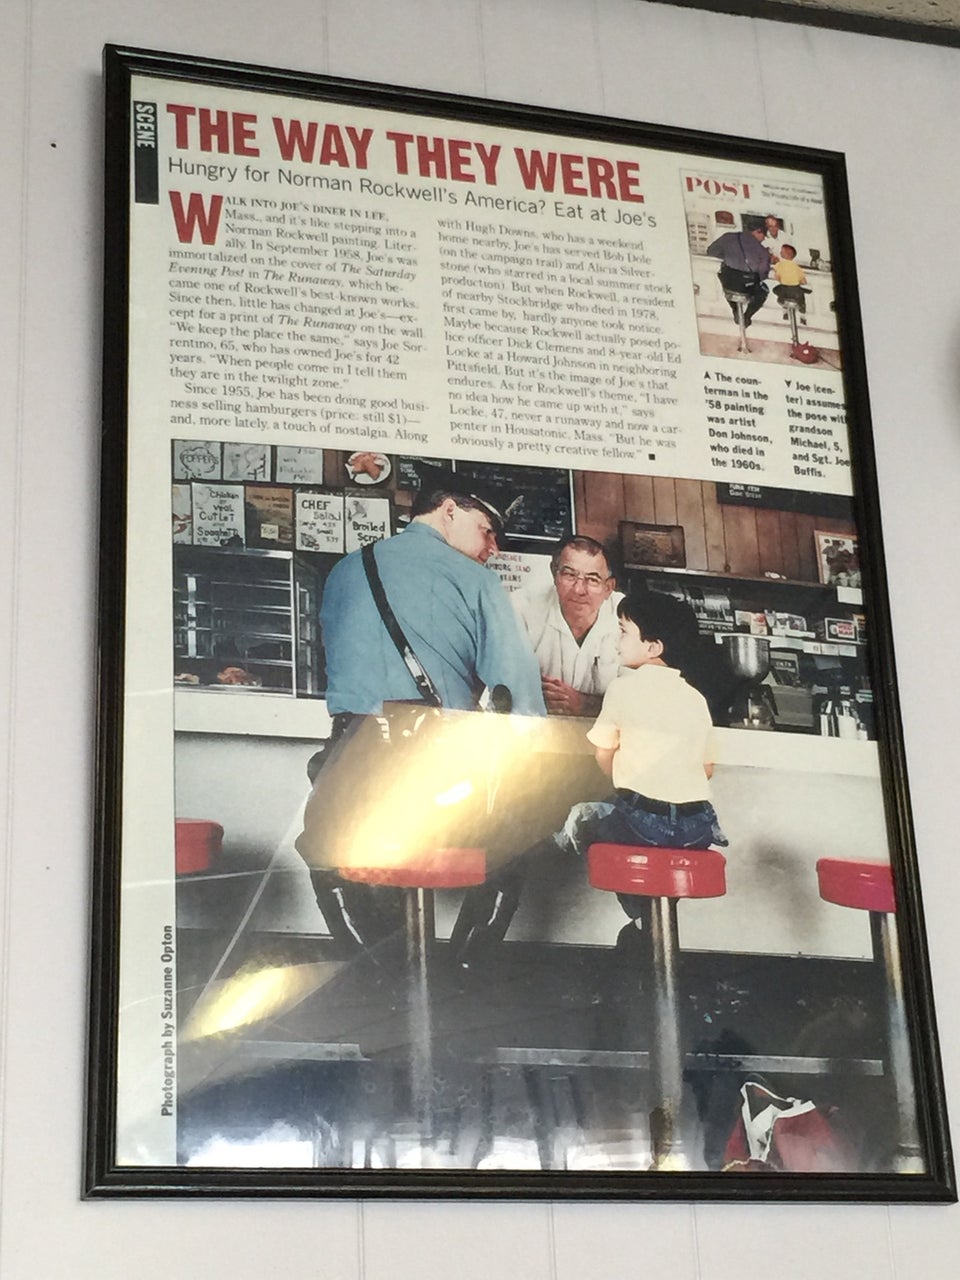 SCENE
THE WAY THEY WERE
Hungry for Norman Rockwell's America? Eat at Joe's
WALK INTO JOE'S DINER IN LEE,
Mass., and it's like stepping into a
Norman Rockwell painting. Liter-
ally. In September 1958, Joe's was
immortalized on the cover of The Saturday
Evening Post in The Runaway, which be-
came one of Rockwell's best-known works.
Since then, little has changed at Joe's—ex-
cept for a print of The Runaway on the wall.
"We keep the place the same," says Joe Sor-
rentino, 65, who has owned Joe's for 42
years. "When people come in I tell them
they are in the twilight zone."
Since 1955, Joe has been doing good busi-
ness selling hamburgers (price: still $1)—
and, more lately, a touch of nostalgia. Along
with Hugh Downs, who has a weekend
home nearby, Joe's has served Bob Dole
(on the campaign trail) and Alicia Silver-
stone (who starred in a local summer stock
production). But when Rockwell, a resident
of nearby Stockbridge who died in 1978,
first came by, hardly anyone took notice.
Maybe because Rockwell actually posed po-
lice officer Dick Clemens and 8-year-old Ed
Locke at a Howard Johnson in neighboring
Pittsfield. But it's the image of Joe's that
endures. As for Rockwell's theme, "I have
no idea how he came up with it," says
Locke, 47, never a runaway and now a car-
penter in Housatonic, Mass. "But he was
obviously a pretty creative fellow." ■
POST
▲ The coun-
terman in the
'58 painting
was artist
Don Johnson,
who died in
the 1960s.
▼ Joe (cen-
ter) assumes
the pose with
grandson
Michael, 5,
and Sgt. Joe
Buffis.
POPPERS
Chicken
or
Veal
Cutlet
and
Spaghetti
CHEF
Salad
Broiled
Scrod
Photograph by Suzanne Opton